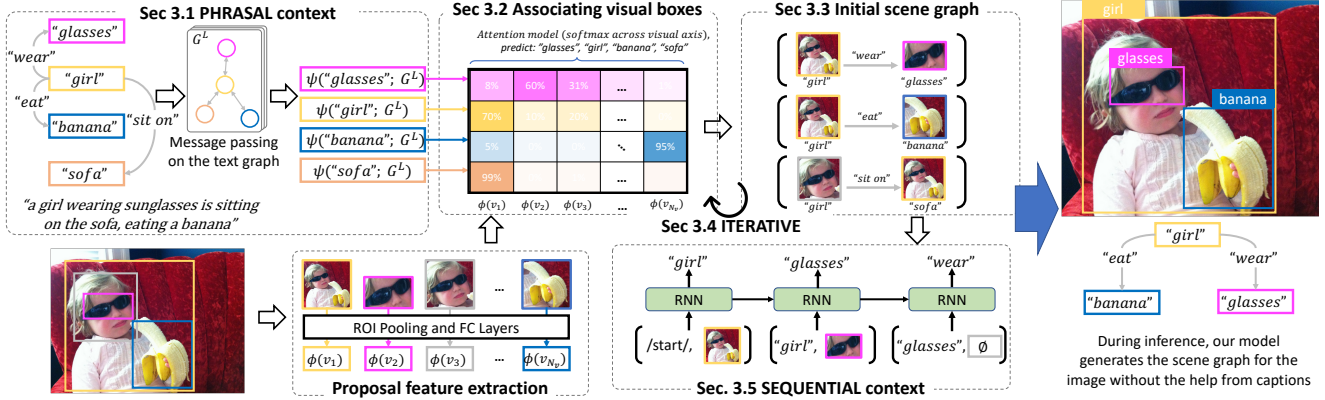 Sec 3.1 PHRASAL context
"glasses"
"wear"
"girl"
"eat"
"banana"
"sit on"
"sofa"
G^L
Message passing
on the text graph
"a girl wearing sunglasses is sitting
on the sofa, eating a banana"
ψ("glasses"; G^L)
ψ("girl"; G^L)
ψ("banana"; G^L)
ψ("sofa"; G^L)
Sec 3.2 Associating visual boxes
Attention model (softmax across visual axis),
predict: "glasses", "girl", "banana", "sofa"
8% 60% 31% ...
70% ...
5% ⋱ 95%
99% ...
ϕ(v₁) ϕ(v₂) ϕ(v₃) ... ϕ(v_{N_v})
Sec 3.4 ITERATIVE
Sec 3.3 Initial scene graph
"wear"
"girl" "glasses"
"eat"
"girl" "banana"
"sit on"
"girl" "sofa"
...
ROI Pooling and FC Layers
ϕ(v₁) ϕ(v₂) ϕ(v₃) ... ϕ(v_{N_v})
Proposal feature extraction
"girl" "glasses" "wear"
RNN RNN RNN
/start/, "girl", "glasses", ∅
Sec. 3.5 SEQUENTIAL context
girl
glasses
banana
"girl"
"eat" "wear"
"banana" "glasses"
During inference, our model
generates the scene graph for the
image without the help from captions